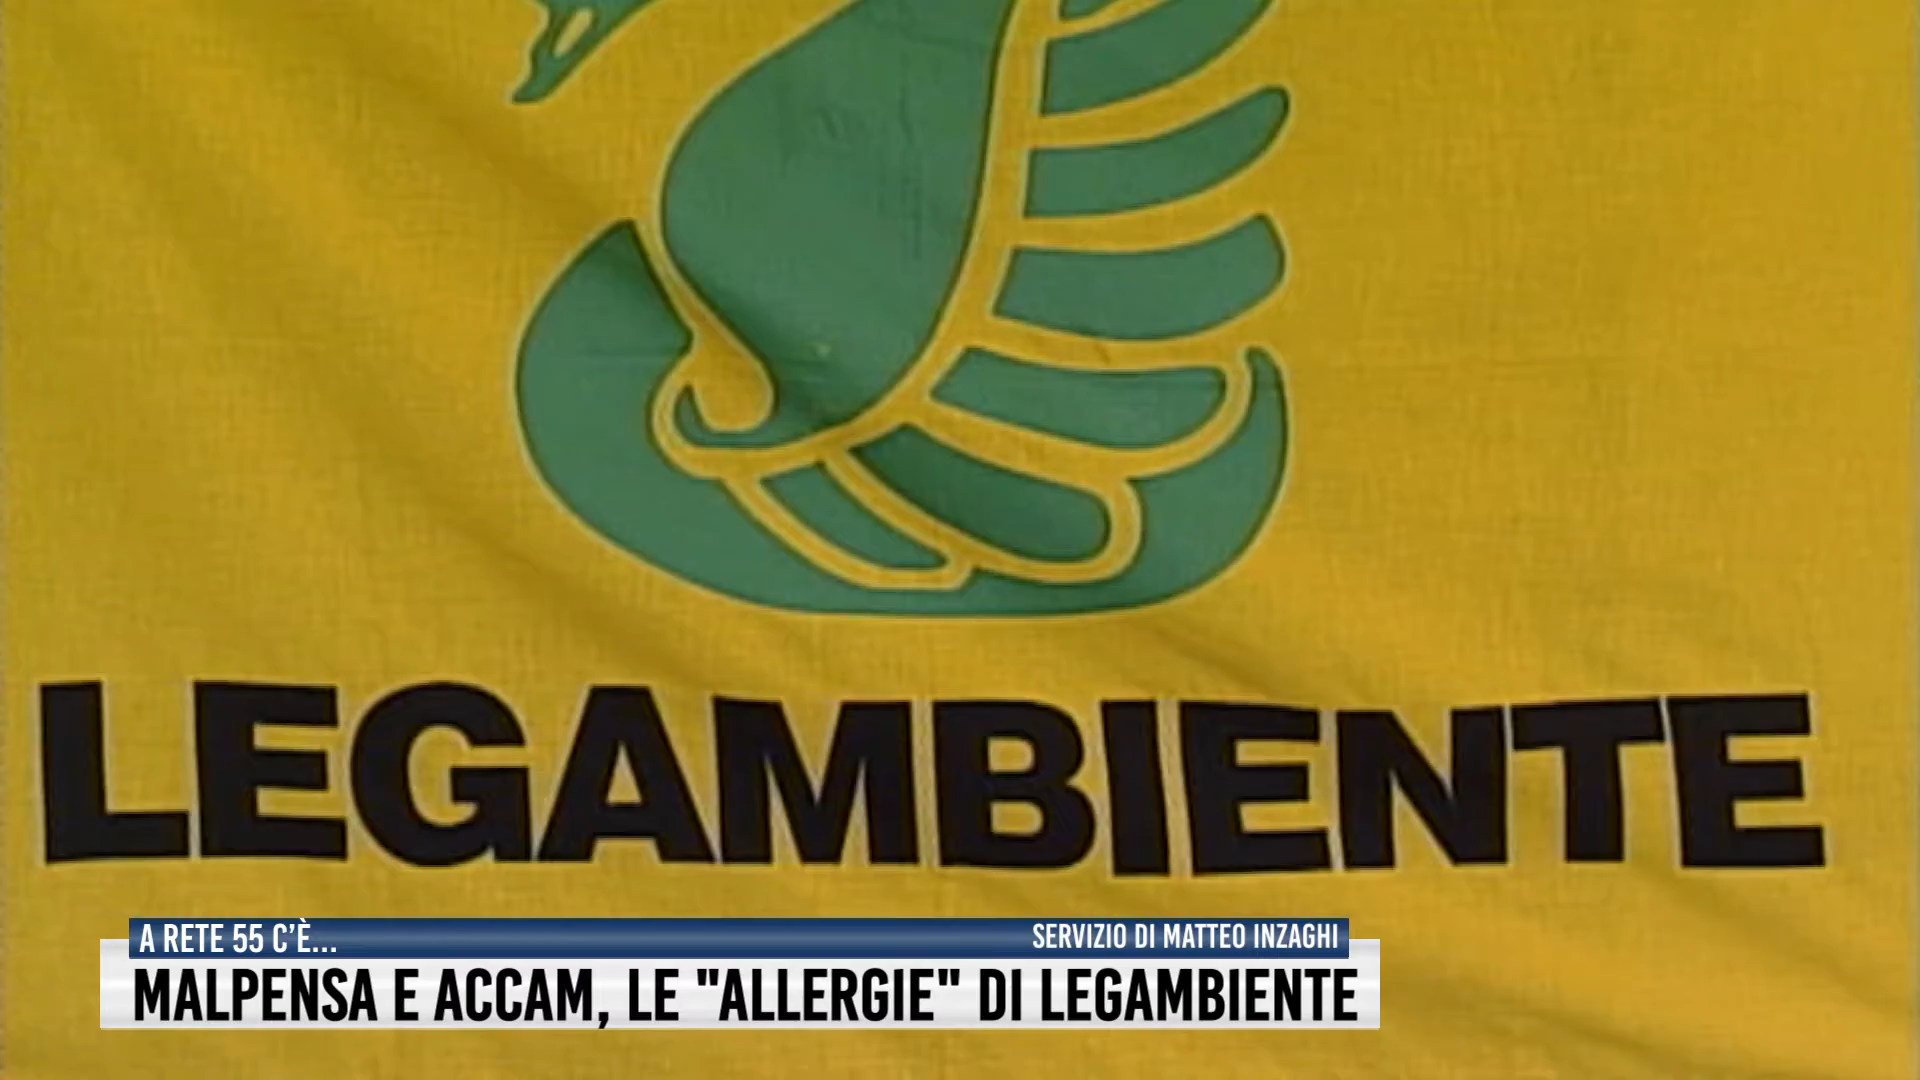 LEGAMBIENTE
A RETE 55 C'È...
SERVIZIO DI MATTEO INZAGHI
MALPENSA E ACCAM, LE "ALLERGIE" DI LEGAMBIENTE